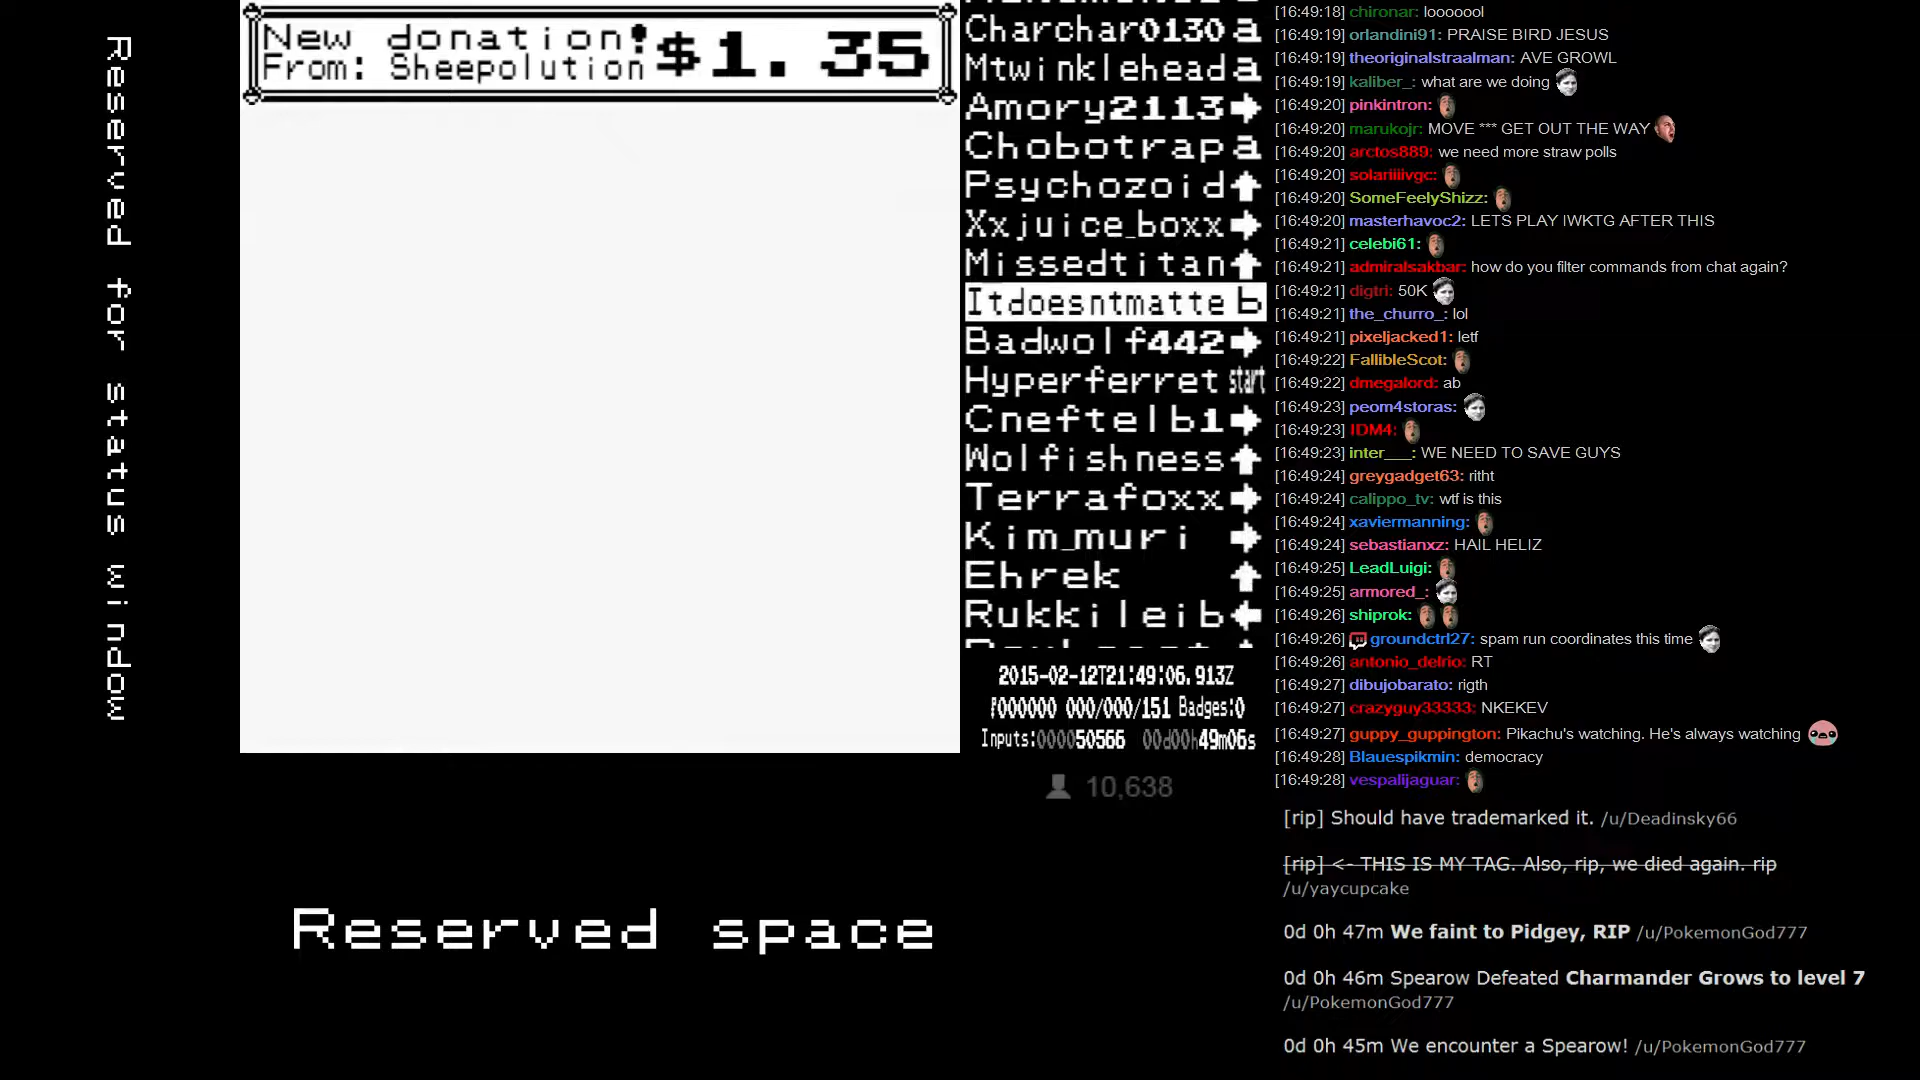 Reserved for status window
New donation!
From: Sheepolution
$1.35
Charchar0130 a
Mtwinklehead a
Amory2113
Chobotrap a
Psychozoid
Xxjuice_boxx
Missedtitan
Itdoesntmatte b
Badwolf442
Hyperferret start
Cneftelb1
Wolfishness
Terrafoxx
Kim_muri
Ehrek
Rukkileib
2015-02-12T21:49:06.913Z
₽000000 000/000/151 Badges:0
Inputs:000050566 00d00h49m06s
10,638
Reserved space
[16:49:18] chironar: looooool
[16:49:19] orlandini91: PRAISE BIRD JESUS
[16:49:19] theoriginalstraalman: AVE GROWL
[16:49:19] kaliber_: what are we doing
[16:49:20] pinkintron:
[16:49:20] marukojr: MOVE *** GET OUT THE WAY
[16:49:20] arctos889: we need more straw polls
[16:49:20] solariiiivgc:
[16:49:20] SomeFeelyShizz:
[16:49:20] masterhavoc2: LETS PLAY IWKTG AFTER THIS
[16:49:21] celebi61:
[16:49:21] admiralsakbar: how do you filter commands from chat again?
[16:49:21] digtri: 50K
[16:49:21] the_churro_: lol
[16:49:21] pixeljacked1: letf
[16:49:22] FallibleScot:
[16:49:22] dmegalord: ab
[16:49:23] peom4storas:
[16:49:23] IDM4:
[16:49:23] inter___: WE NEED TO SAVE GUYS
[16:49:24] greygadget63: ritht
[16:49:24] calippo_tv: wtf is this
[16:49:24] xaviermanning:
[16:49:24] sebastianxz: HAIL HELIZ
[16:49:25] LeadLuigi:
[16:49:25] armored_:
[16:49:26] shiprok:
[16:49:26] groundctrl27: spam run coordinates this time
[16:49:26] antonio_delrio: RT
[16:49:27] dibujobarato: rigth
[16:49:27] crazyguy33333: NKEKEV
[16:49:27] guppy_guppington: Pikachu's watching. He's always watching
[16:49:28] Blauespikmin: democracy
[16:49:28] vespalijaguar:
[rip] Should have trademarked it. /u/Deadinsky66
[rip] <- THIS IS MY TAG. Also, rip, we died again. rip
/u/yaycupcake
0d 0h 47m We faint to Pidgey, RIP /u/PokemonGod777
0d 0h 46m Spearow Defeated Charmander Grows to level 7
/u/PokemonGod777
0d 0h 45m We encounter a Spearow! /u/PokemonGod777